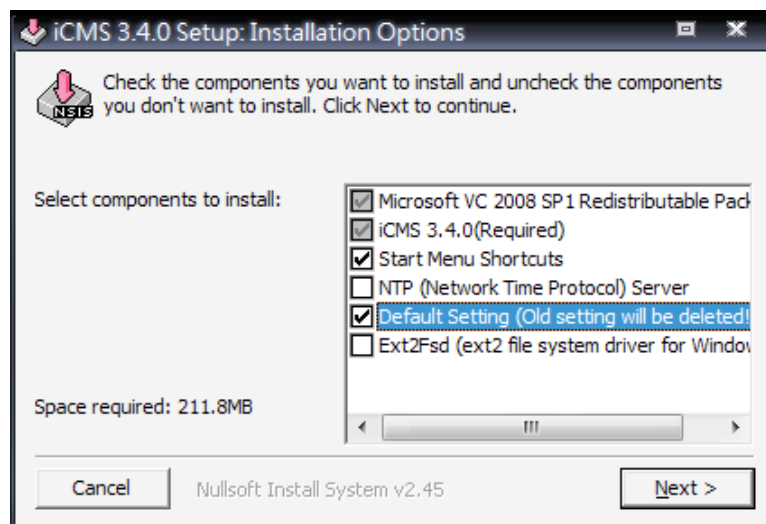 iCMS 3.4.0 Setup: Installation Options
Check the components you want to install and uncheck the components
you don't want to install. Click Next to continue.
NSIS
Select components to install:
Microsoft VC 2008 SP1 Redistributable Pack
iCMS 3.4.0(Required)
Start Menu Shortcuts
NTP (Network Time Protocol) Server
Default Setting (Old setting will be deleted!
Ext2Fsd (ext2 file system driver for Window
Space required: 211.8MB
Cancel
Nullsoft Install System v2.45
Next >